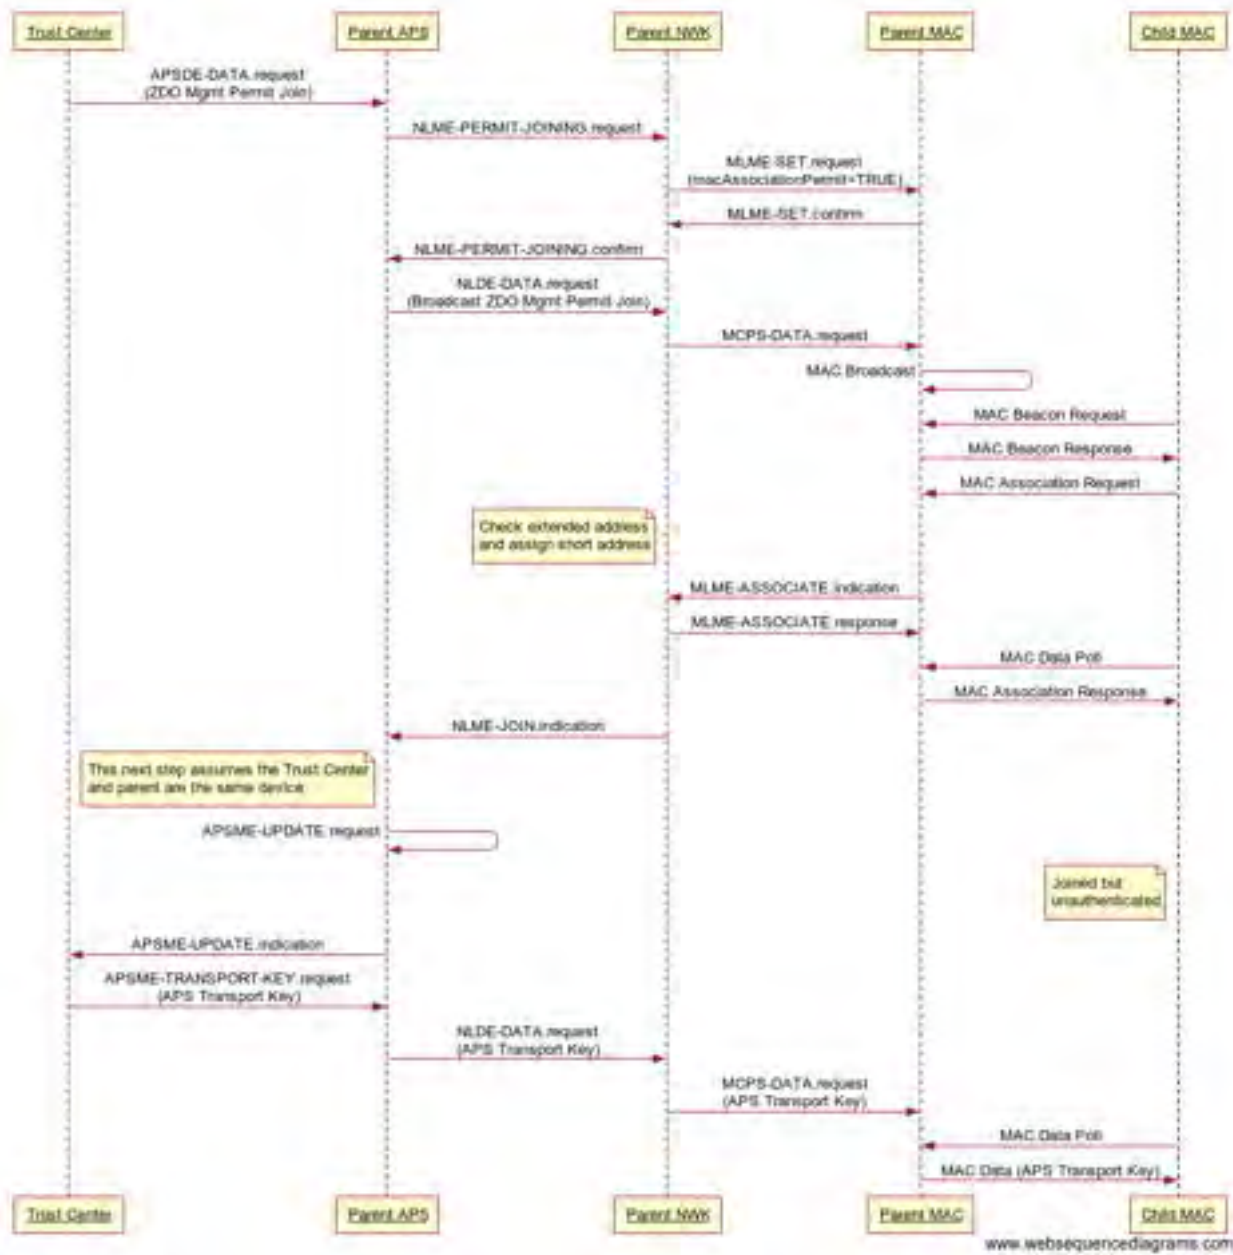 Trust Center
Parent APS
Parent NWK
Parent MAC
Child MAC
APSDE-DATA.request
(ZDO Mgmt Permit Join)
NLME-PERMIT-JOINING.request
MLME-SET.request
(macAssociationPermit=TRUE)
MLME-SET.confirm
NLME-PERMIT-JOINING.confirm
NLDE-DATA.request
(Broadcast ZDO Mgmt Permit Join)
MCPS-DATA.request
MAC Broadcast
MAC Beacon Request
MAC Beacon Response
MAC Association Request
Check extended address
and assign short address
MLME-ASSOCIATE.indication
MLME-ASSOCIATE.response
MAC Data Poll
MAC Association Response
NLME-JOIN.indication
This next step assumes the Trust Center
and parent are the same device
APSME-UPDATE.request
Joined but
unauthenticated
APSME-UPDATE.indication
APSME-TRANSPORT-KEY.request
(APS Transport Key)
NLDE-DATA.request
(APS Transport Key)
MCPS-DATA.request
(APS Transport Key)
MAC Data Poll
MAC Data (APS Transport Key)
Trust Center
Parent APS
Parent NWK
Parent MAC
Child MAC
www.websequencediagrams.com